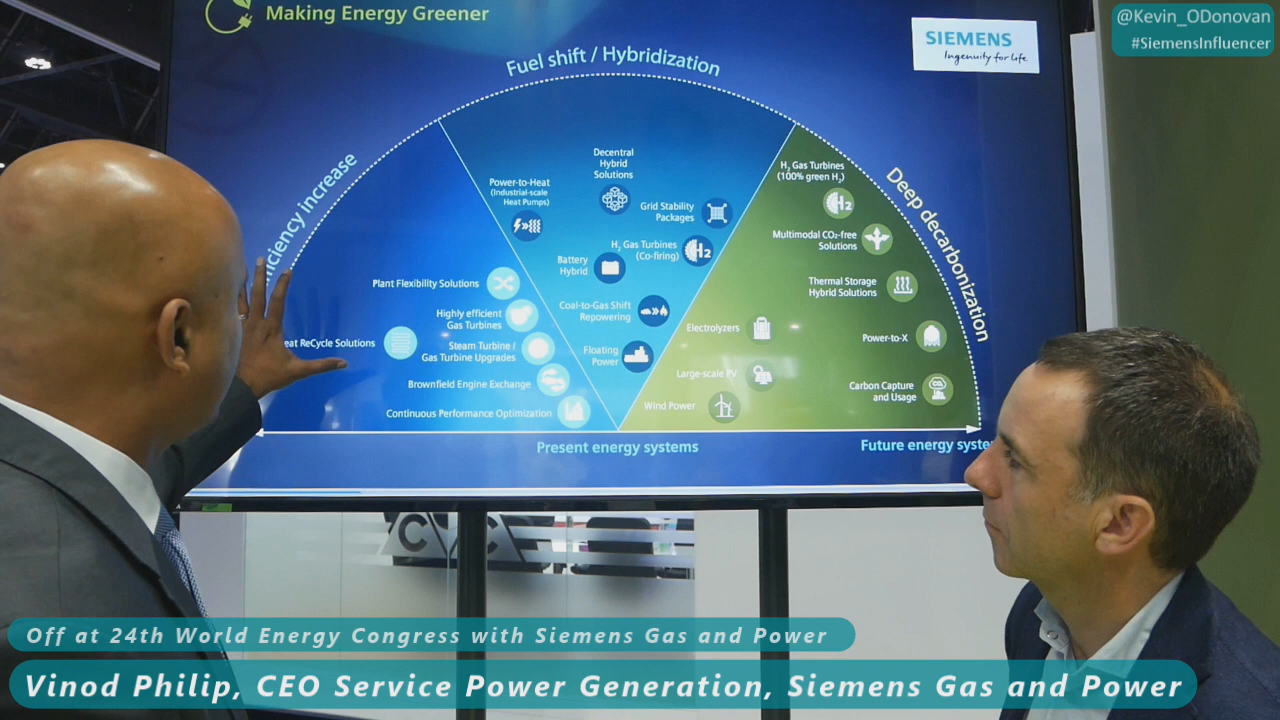 Making Energy Greener
@Kevin_ODonovan
#SiemensInfluencer
SIEMENS
Ingenuity for life
Fuel shift / Hybridization
iciency increase
Deep decarbonization
Decentral
Hybrid
Solutions
Power-to-Heat
(Industrial-scale
Heat Pumps)
Grid Stability
Packages
H₂ Gas Turbines
(Co-firing)
H2
Battery
Hybrid
Coal-to-Gas Shift
Repowering
Floating
Power
Plant Flexibility Solutions
Highly efficient
Gas Turbines
eat ReCycle Solutions
Steam Turbine /
Gas Turbine Upgrades
Brownfield Engine Exchange
Continuous Performance Optimization
H₂ Gas Turbines
(100% green H₂)
H2
Multimodal CO₂-free
Solutions
Thermal Storage
Hybrid Solutions
Electrolyzers
Power-to-X
Large-scale PV
Carbon Capture
and Usage
Wind Power
Present energy systems
Future energy syste
Off at 24th World Energy Congress with Siemens Gas and Power
Vinod Philip, CEO Service Power Generation, Siemens Gas and Power